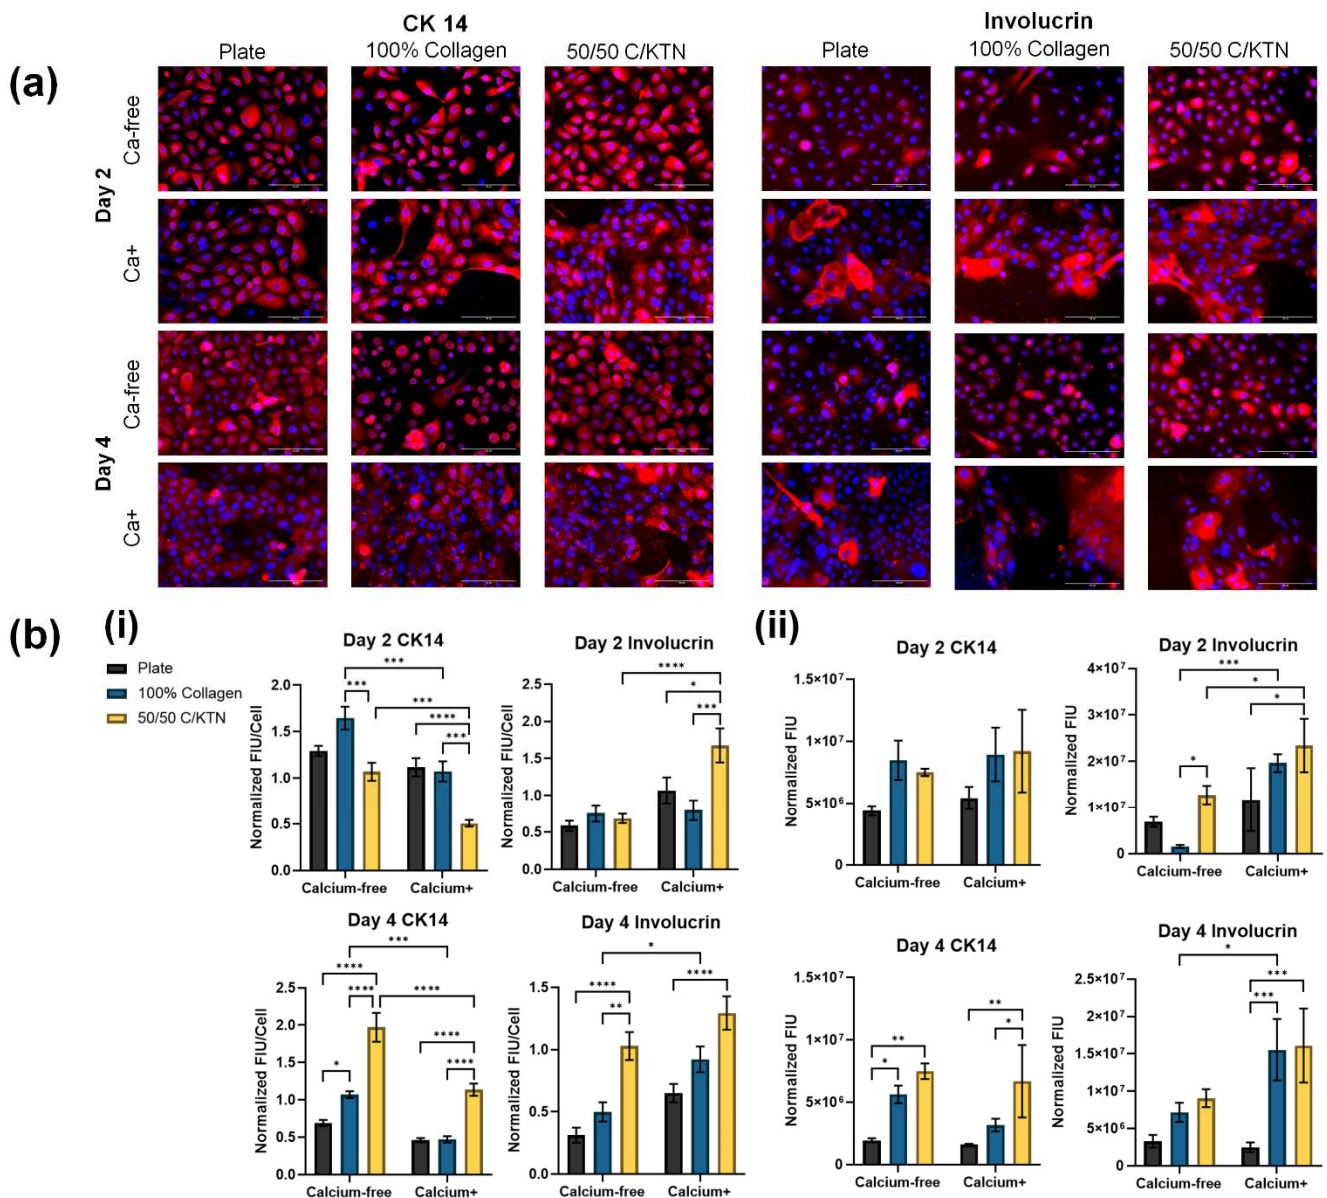 CK 14
Involucrin
Plate
100% Collagen
50/50 C/KTN
Plate
100% Collagen
50/50 C/KTN
(a)
Day 2
Ca-free
Ca+
Day 4
Ca-free
Ca+
(b)
(i)
Plate
100% Collagen
50/50 C/KTN
Day 2 CK14
Normalized FIU/Cell
2.0
1.5
1.0
0.5
0.0
***
***
***
****
***
Calcium-free
Calcium+
Day 2 Involucrin
Normalized FIU/Cell
2.5
2.0
1.5
1.0
0.5
0.0
****
*
***
Calcium-free
Calcium+
Day 4 CK14
Normalized FIU/Cell
2.5
2.0
1.5
1.0
0.5
0.0
***
****
****
****
*
****
****
Calcium-free
Calcium+
Day 4 Involucrin
Normalized FIU/Cell
1.5
1.0
0.5
0.0
*
****
**
****
Calcium-free
Calcium+
(ii)
Day 2 CK14
Normalized FIU
1.5×10⁷
1×10⁷
5×10⁶
0
Calcium-free
Calcium+
Day 2 Involucrin
Normalized FIU
4×10⁷
3×10⁷
2×10⁷
1×10⁷
0
***
*
*
*
Calcium-free
Calcium+
Day 4 CK14
Normalized FIU
1.5×10⁷
1×10⁷
5×10⁶
0
**
*
**
*
Calcium-free
Calcium+
Day 4 Involucrin
Normalized FIU
2.5×10⁷
2×10⁷
1.5×10⁷
1×10⁷
5×10⁶
0
*
***
***
Calcium-free
Calcium+